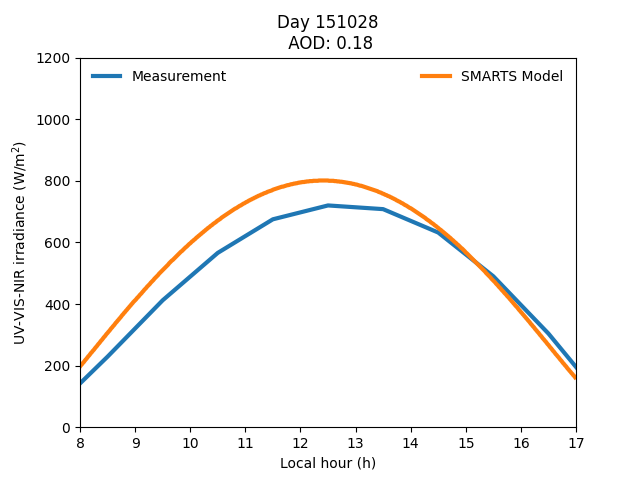 Day 151028
AOD: 0.18
Measurement
SMARTS Model
UV-VIS-NIR irradiance (W/m²)
1200
1000
800
600
400
200
0
8 9 10 11 12 13 14 15 16 17
Local hour (h)